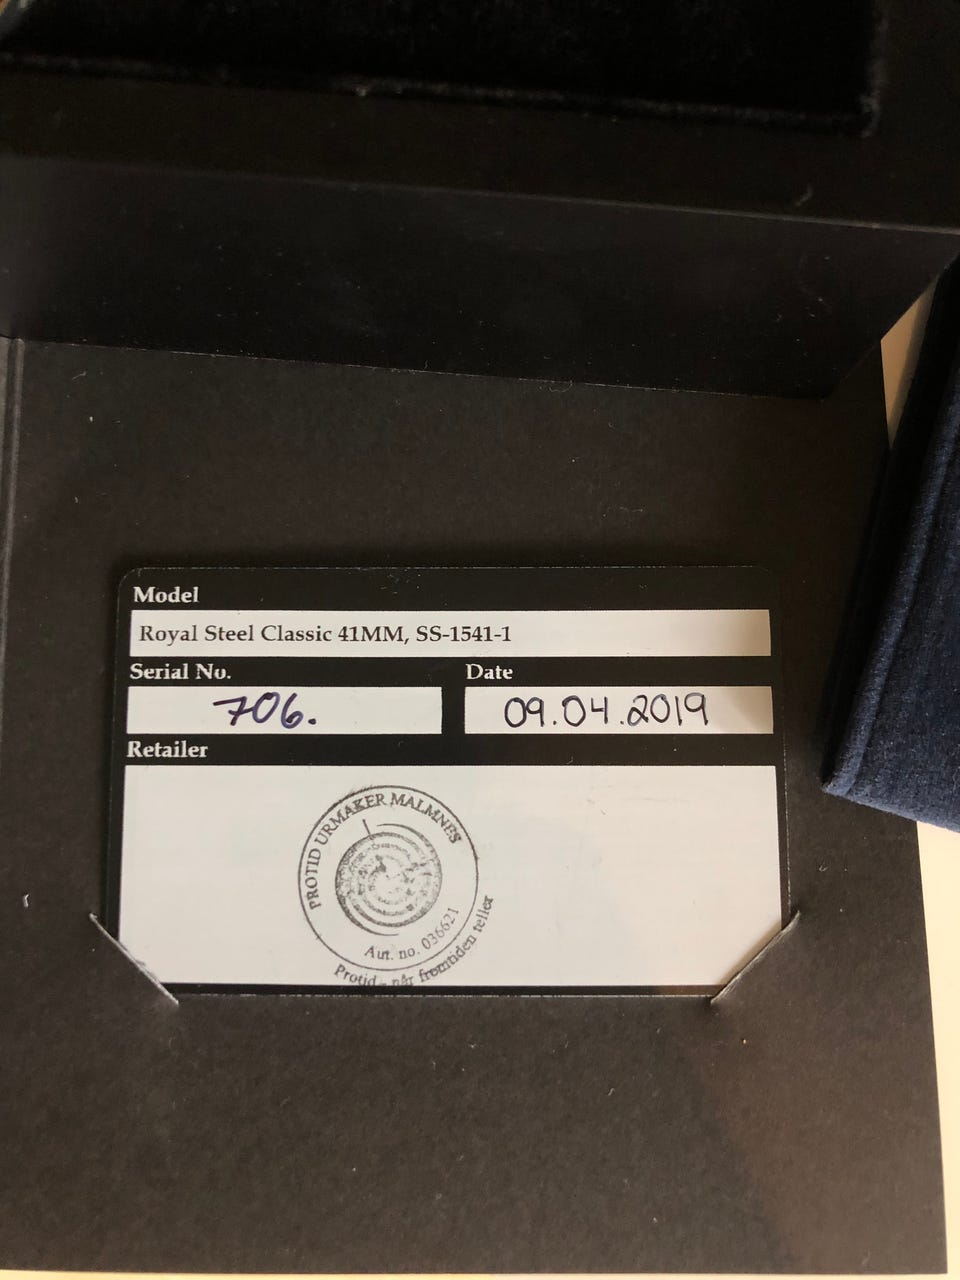 Model
Royal Steel Classic 41MM, SS-1541-1
Serial No.
706.
Date
09.04.2019
Retailer
PROTID URMAKER MALMNES
Aut. no. 036621
Protid - når fremtiden teller